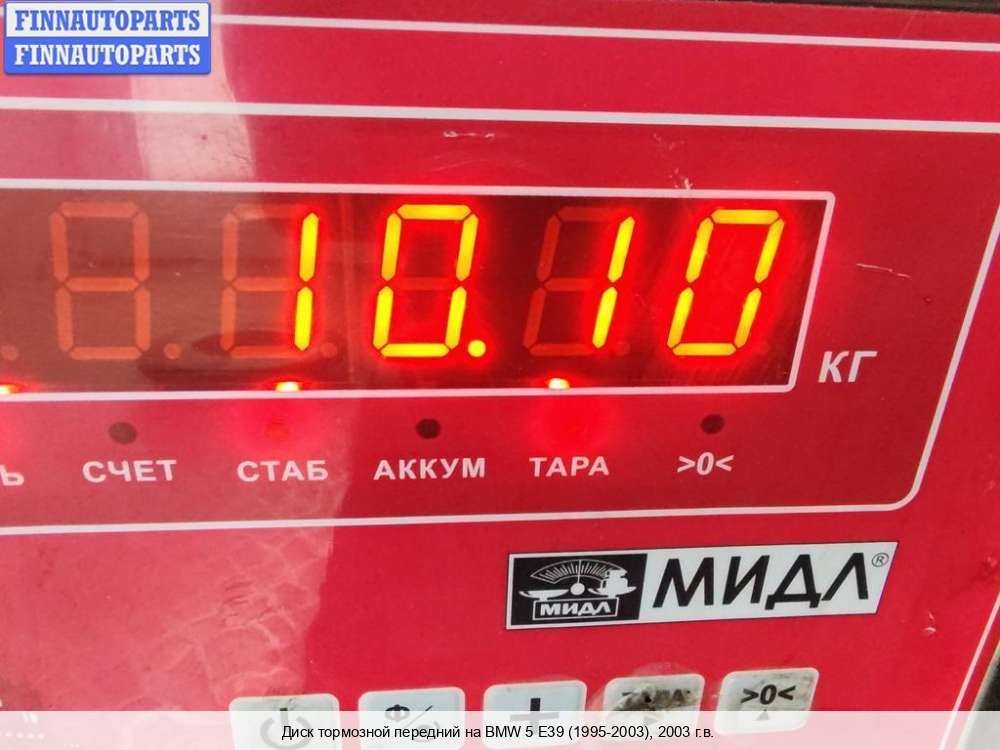 FINNAUTOPARTS
FINNAUTOPARTS
10.10
КГ
СЧЕТ СТАБ АККУМ ТАРА >0<
МИДЛ МИДЛ®
ТАРА >0<
Диск тормозной передний на BMW 5 E39 (1995-2003), 2003 г.в.